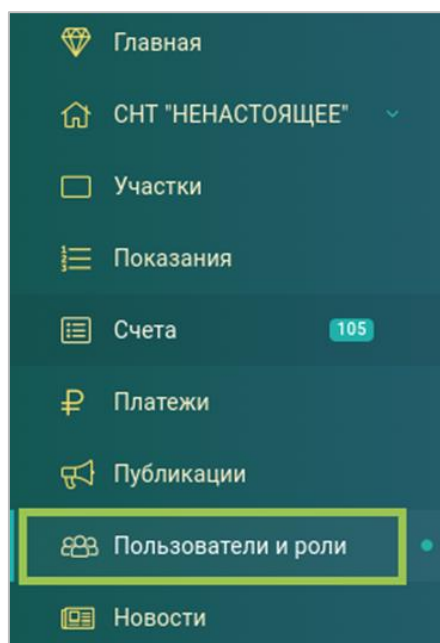 Главная
СНТ "НЕНАСТОЯЩЕЕ"
Участки
Показания
Счета 105
Платежи
Публикации
Пользователи и роли
Новости